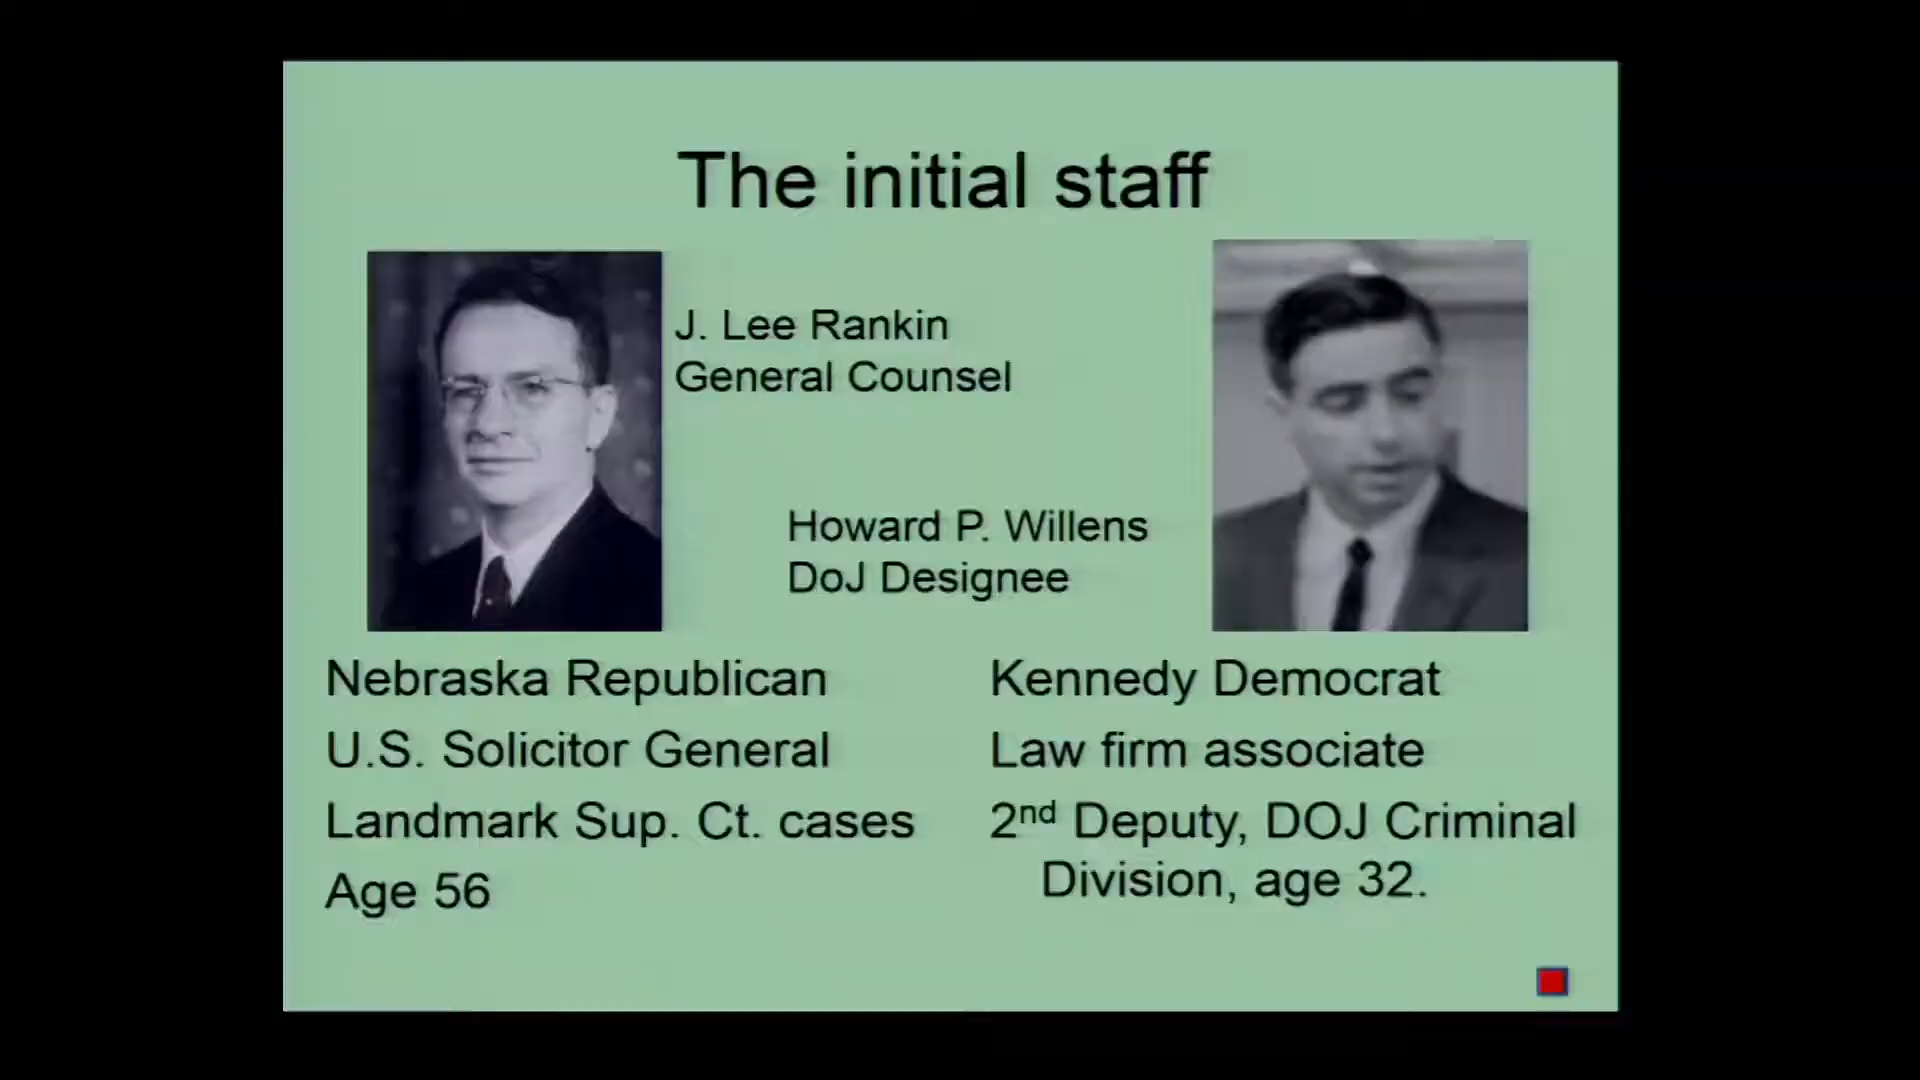 The initial staff
J. Lee Rankin
General Counsel
Howard P. Willens
DoJ Designee
Nebraska Republican
U.S. Solicitor General
Landmark Sup. Ct. cases
Age 56
Kennedy Democrat
Law firm associate
2nd Deputy, DOJ Criminal
Division, age 32.